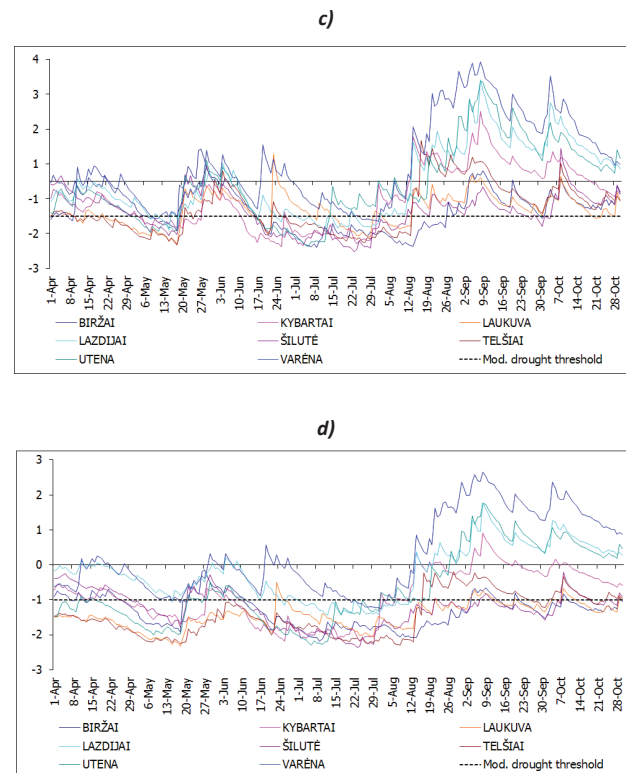 c)
4
3
2
1
0
-1
-2
-3
1-Apr 8-Apr 15-Apr 22-Apr 29-Apr 6-May 13-May 20-May 27-May 3-Jun 10-Jun 17-Jun 24-Jun 1-Jul 8-Jul 15-Jul 22-Jul 29-Jul 5-Aug 12-Aug 19-Aug 26-Aug 2-Sep 9-Sep 16-Sep 23-Sep 30-Sep 7-Oct 14-Oct 21-Oct 28-Oct
BIRŽAI KYBARTAI LAUKUVA
LAZDIJAI ŠILUTĖ TELŠIAI
UTENA VARĖNA Mod. drought threshold
d)
3
2
1
0
-1
-2
-3
1-Apr 8-Apr 15-Apr 22-Apr 29-Apr 6-May 13-May 20-May 27-May 3-Jun 10-Jun 17-Jun 24-Jun 1-Jul 8-Jul 15-Jul 22-Jul 29-Jul 5-Aug 12-Aug 19-Aug 26-Aug 2-Sep 9-Sep 16-Sep 23-Sep 30-Sep 7-Oct 14-Oct 21-Oct 28-Oct
BIRŽAI KYBARTAI LAUKUVA
LAZDIJAI ŠILUTĖ TELŠIAI
UTENA VARĖNA Mod. drought threshold